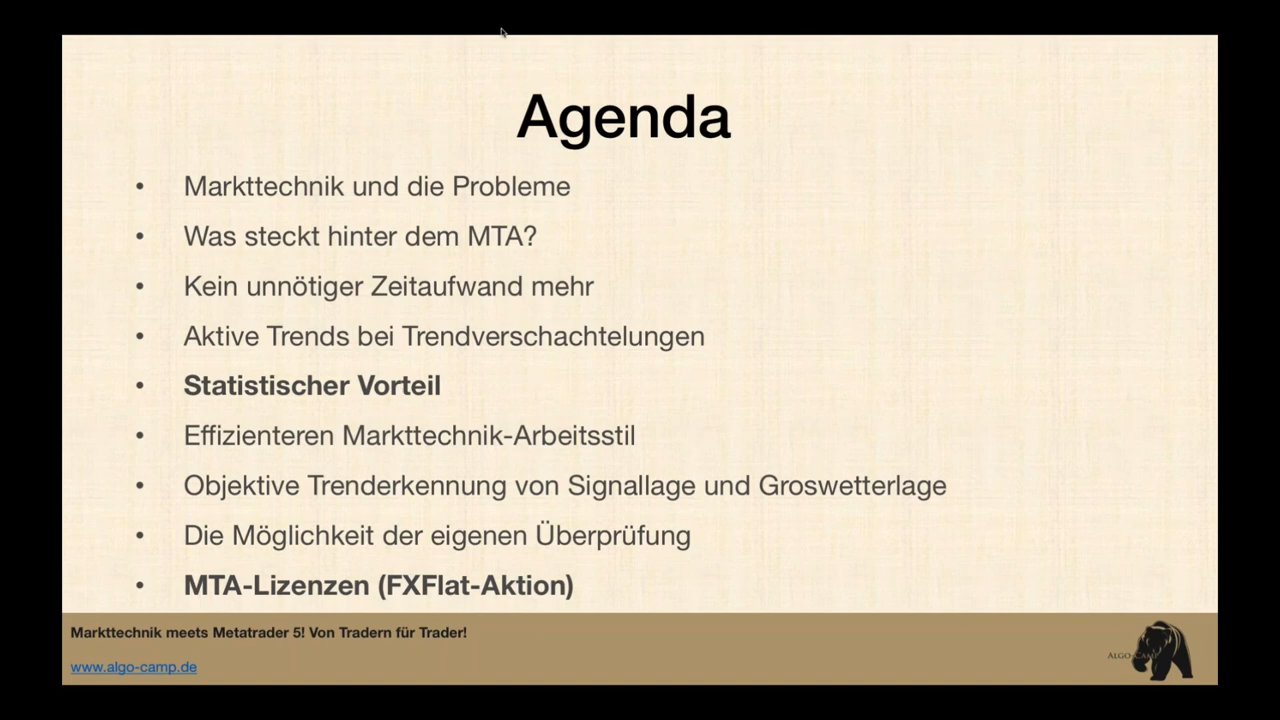 Agenda
• Markttechnik und die Probleme
• Was steckt hinter dem MTA?
• Kein unnötiger Zeitaufwand mehr
• Aktive Trends bei Trendverschachtelungen
• Statistischer Vorteil
• Effizienteren Markttechnik-Arbeitsstil
• Objektive Trenderkennung von Signallage und Groswetterlage
• Die Möglichkeit der eigenen Überprüfung
• MTA-Lizenzen (FXFlat-Aktion)
Markttechnik meets Metatrader 5! Von Tradern für Trader!
www.algo-camp.de
ALGO-CAMP